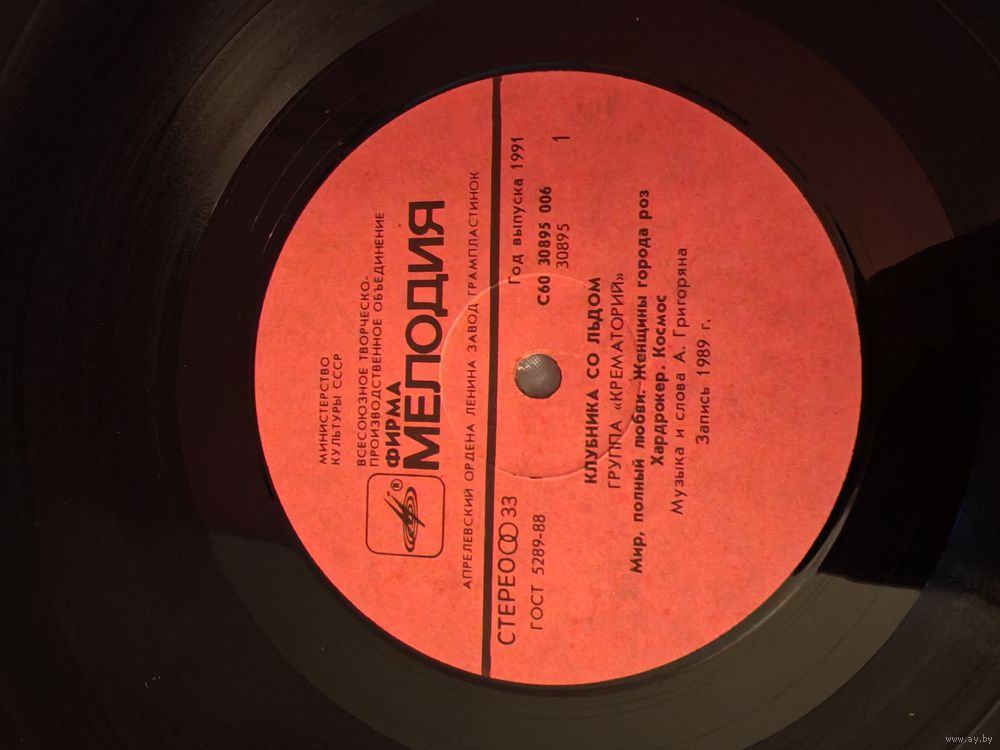 МИНИСТЕРСТВО
КУЛЬТУРЫ СССР
ВСЕСОЮЗНОЕ ТВОРЧЕСКО-
ПРОИЗВОДСТВЕННОЕ ОБЪЕДИНЕНИЕ
ФИРМА
МЕЛОДИЯ
®
АПРЕЛЕВСКИЙ ОРДЕНА ЛЕНИНА ЗАВОД ГРАМПЛАСТИНОК
СТЕРЕО 33
Год выпуска 1991
ГОСТ 5289-88
С60 30895 006
30895
1
КЛУБНИКА СО ЛЬДОМ
ГРУППА «КРЕМАТОРИЙ»
Мир, полный любви. Женщины города роз
Хардрокер. Космос
Музыка и слова А. Григоряна
Запись 1989 г.
www.ay.by